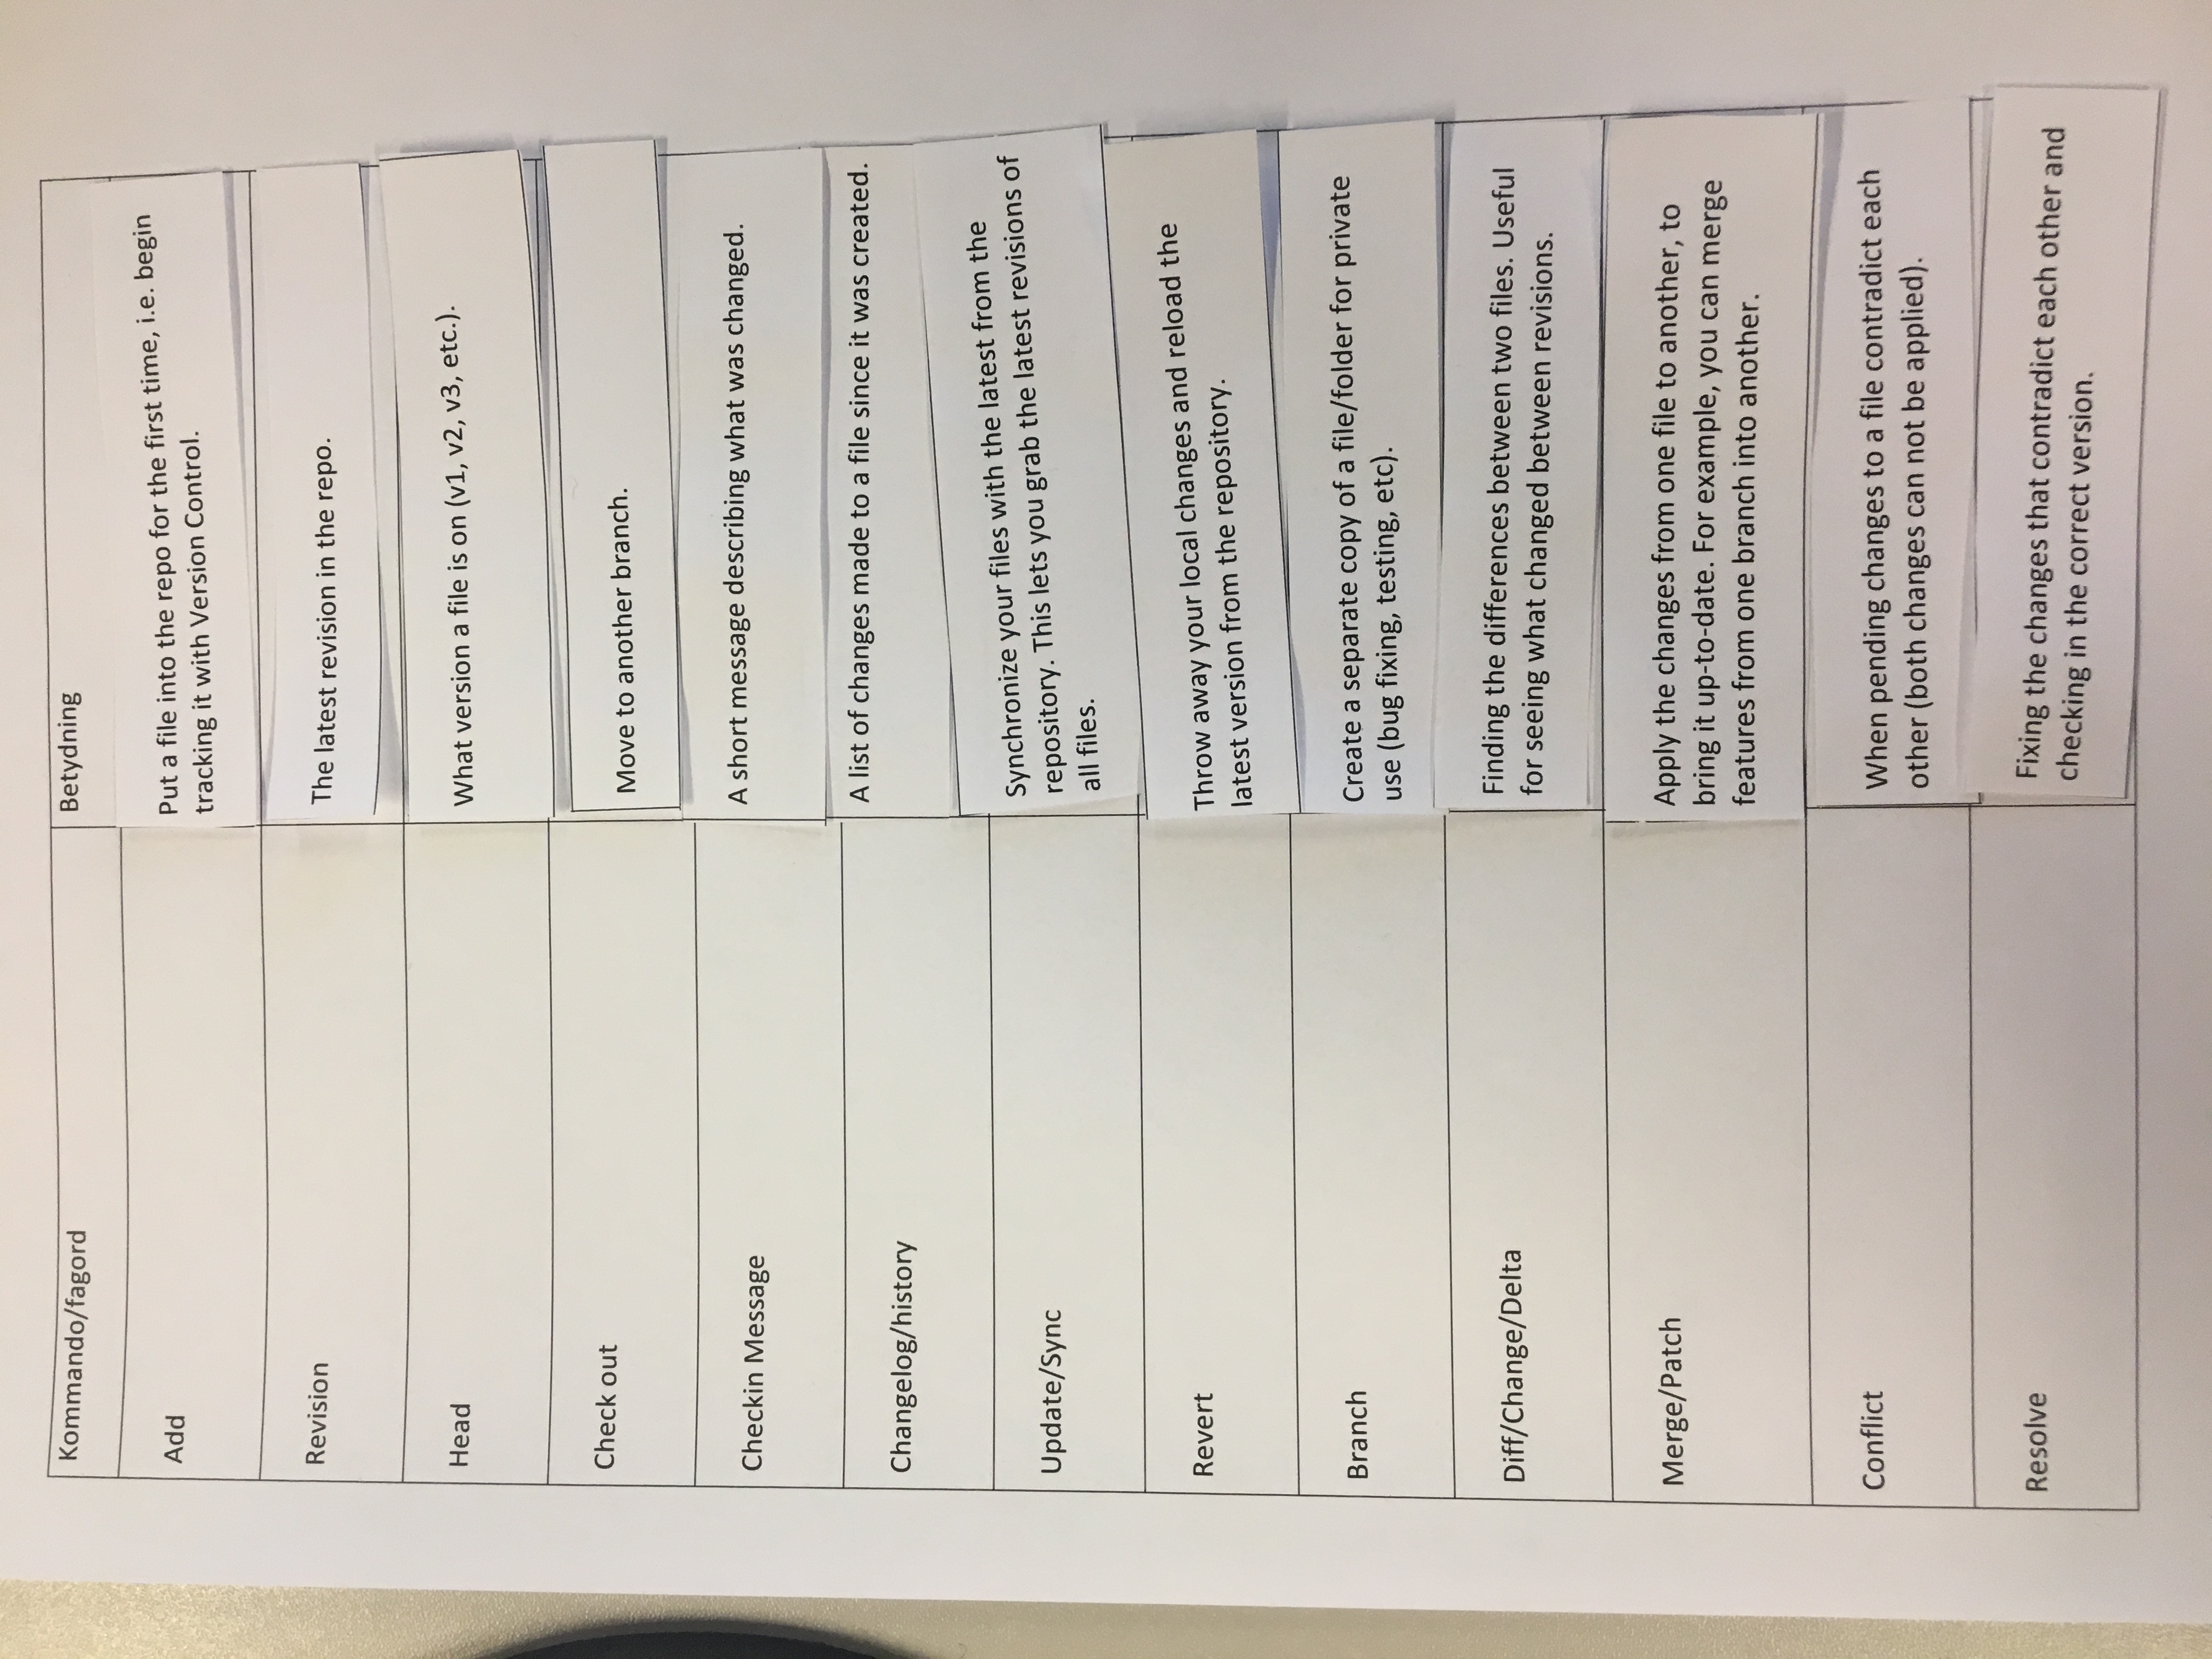 Kommando/fagord
Betydning
Add
Put a file into the repo for the first time, i.e. begin
tracking it with Version Control.
Revision
The latest revision in the repo.
Head
What version a file is on (v1, v2, v3, etc.).
Check out
Move to another branch.
Checkin Message
A short message describing what was changed.
Changelog/history
A list of changes made to a file since it was created.
Update/Sync
Synchronize your files with the latest from the
repository. This lets you grab the latest revisions of
all files.
Revert
Throw away your local changes and reload the
latest version from the repository.
Branch
Create a separate copy of a file/folder for private
use (bug fixing, testing, etc).
Diff/Change/Delta
Finding the differences between two files. Useful
for seeing what changed between revisions.
Merge/Patch
Apply the changes from one file to another, to
bring it up-to-date. For example, you can merge
features from one branch into another.
Conflict
When pending changes to a file contradict each
other (both changes can not be applied).
Resolve
Fixing the changes that contradict each other and
checking in the correct version.